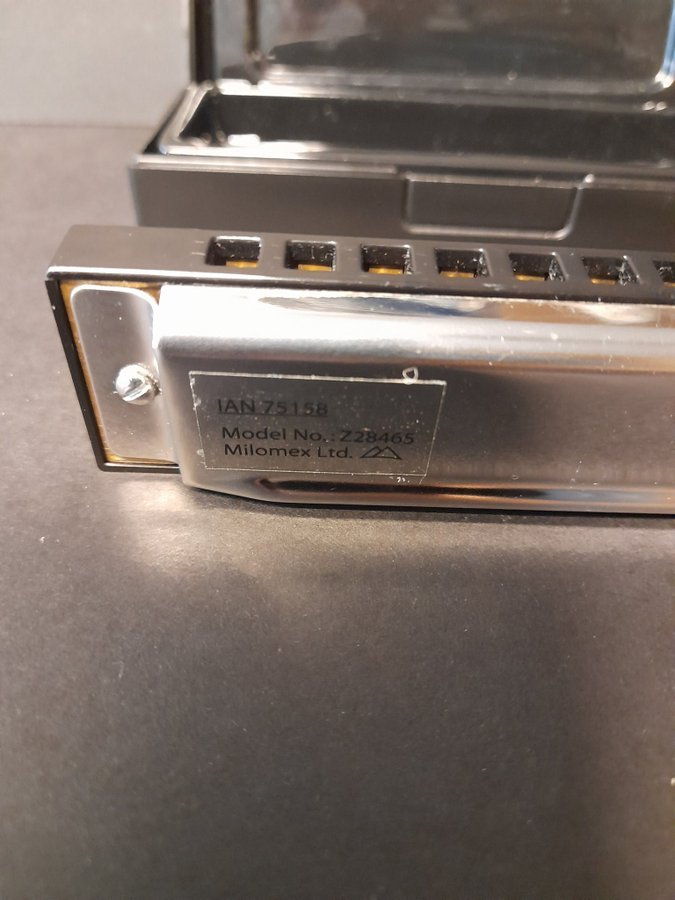 IAN 75158
Model No.: Z28465
Milomex Ltd.